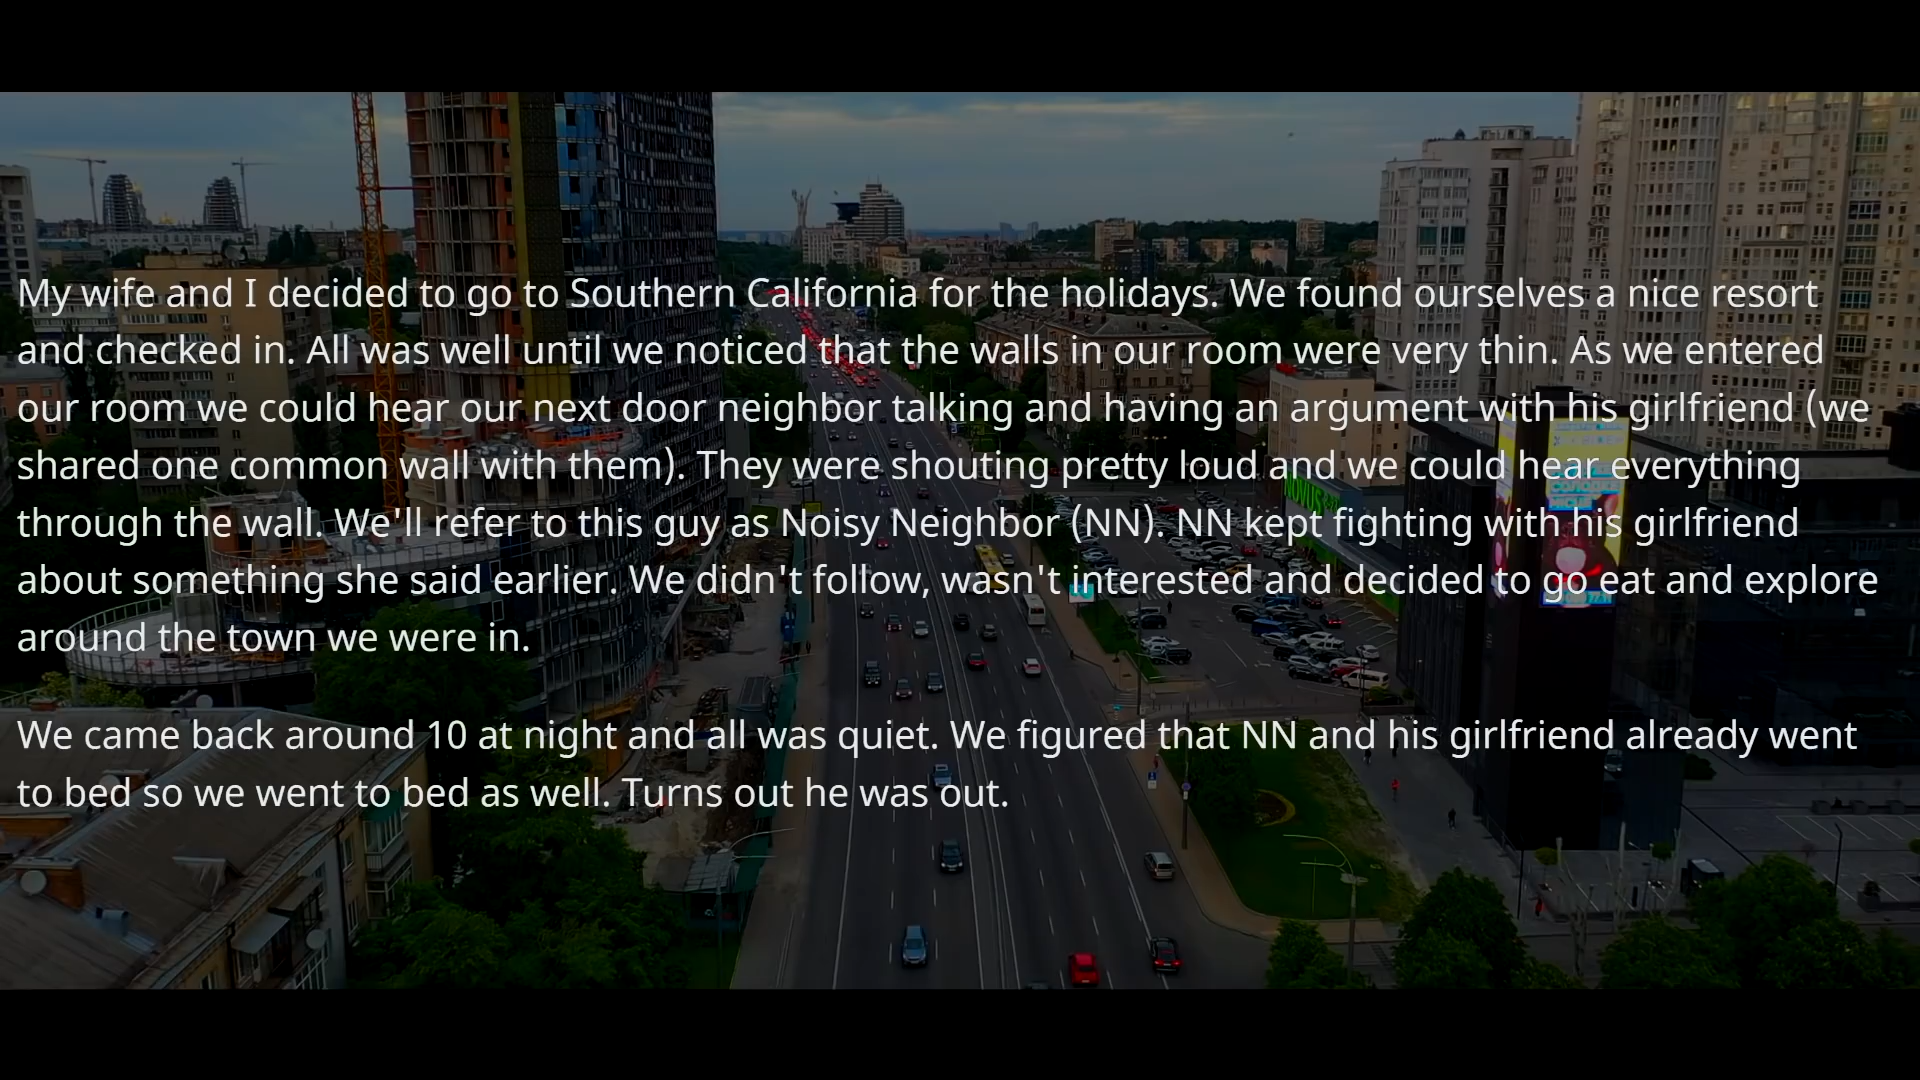 My wife and I decided to go to Southern California for the holidays. We found ourselves a nice resort
and checked in. All was well until we noticed that the walls in our room were very thin. As we entered
our room we could hear our next door neighbor talking and having an argument with his girlfriend (we
shared one common wall with them). They were shouting pretty loud and we could hear everything
through the wall. We'll refer to this guy as Noisy Neighbor (NN). NN kept fighting with his girlfriend
about something she said earlier. We didn't follow, wasn't interested and decided to go eat and explore
around the town we were in.
We came back around 10 at night and all was quiet. We figured that NN and his girlfriend already went
to bed so we went to bed as well. Turns out he was out.
NOVUS